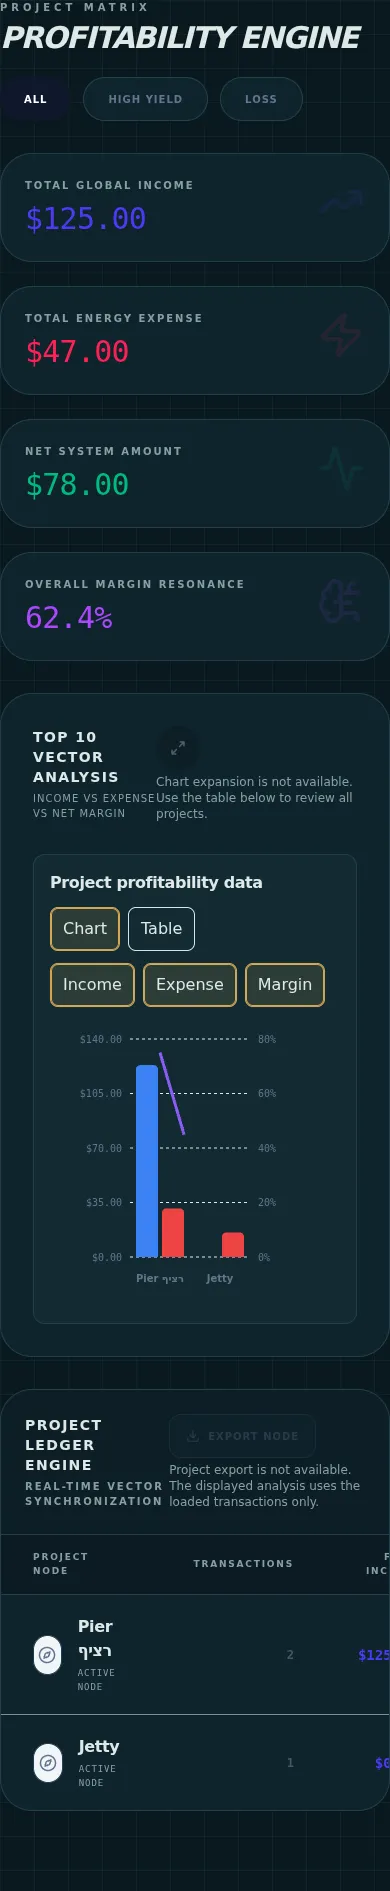 PROJECT MATRIX
PROFITABILITY ENGINE
ALL
HIGH YIELD
LOSS
TOTAL GLOBAL INCOME
$125.00
TOTAL ENERGY EXPENSE
$47.00
NET SYSTEM AMOUNT
$78.00
OVERALL MARGIN RESONANCE
62.4%
TOP 10
VECTOR
ANALYSIS
INCOME VS EXPENSE
VS NET MARGIN
Chart expansion is not available.
Use the table below to review all
projects.
Project profitability data
Chart
Table
Income
Expense
Margin
$140.00
80%
$105.00
60%
$70.00
40%
$35.00
20%
$0.00
0%
Pier רציף
Jetty
PROJECT
LEDGER
ENGINE
REAL-TIME VECTOR
SYNCHRONIZATION
EXPORT NODE
Project export is not available.
The displayed analysis uses the
loaded transactions only.
PROJECT
NODE
TRANSACTIONS
Pier
רציף
ACTIVE
NODE
2
$125
Jetty
ACTIVE
NODE
1